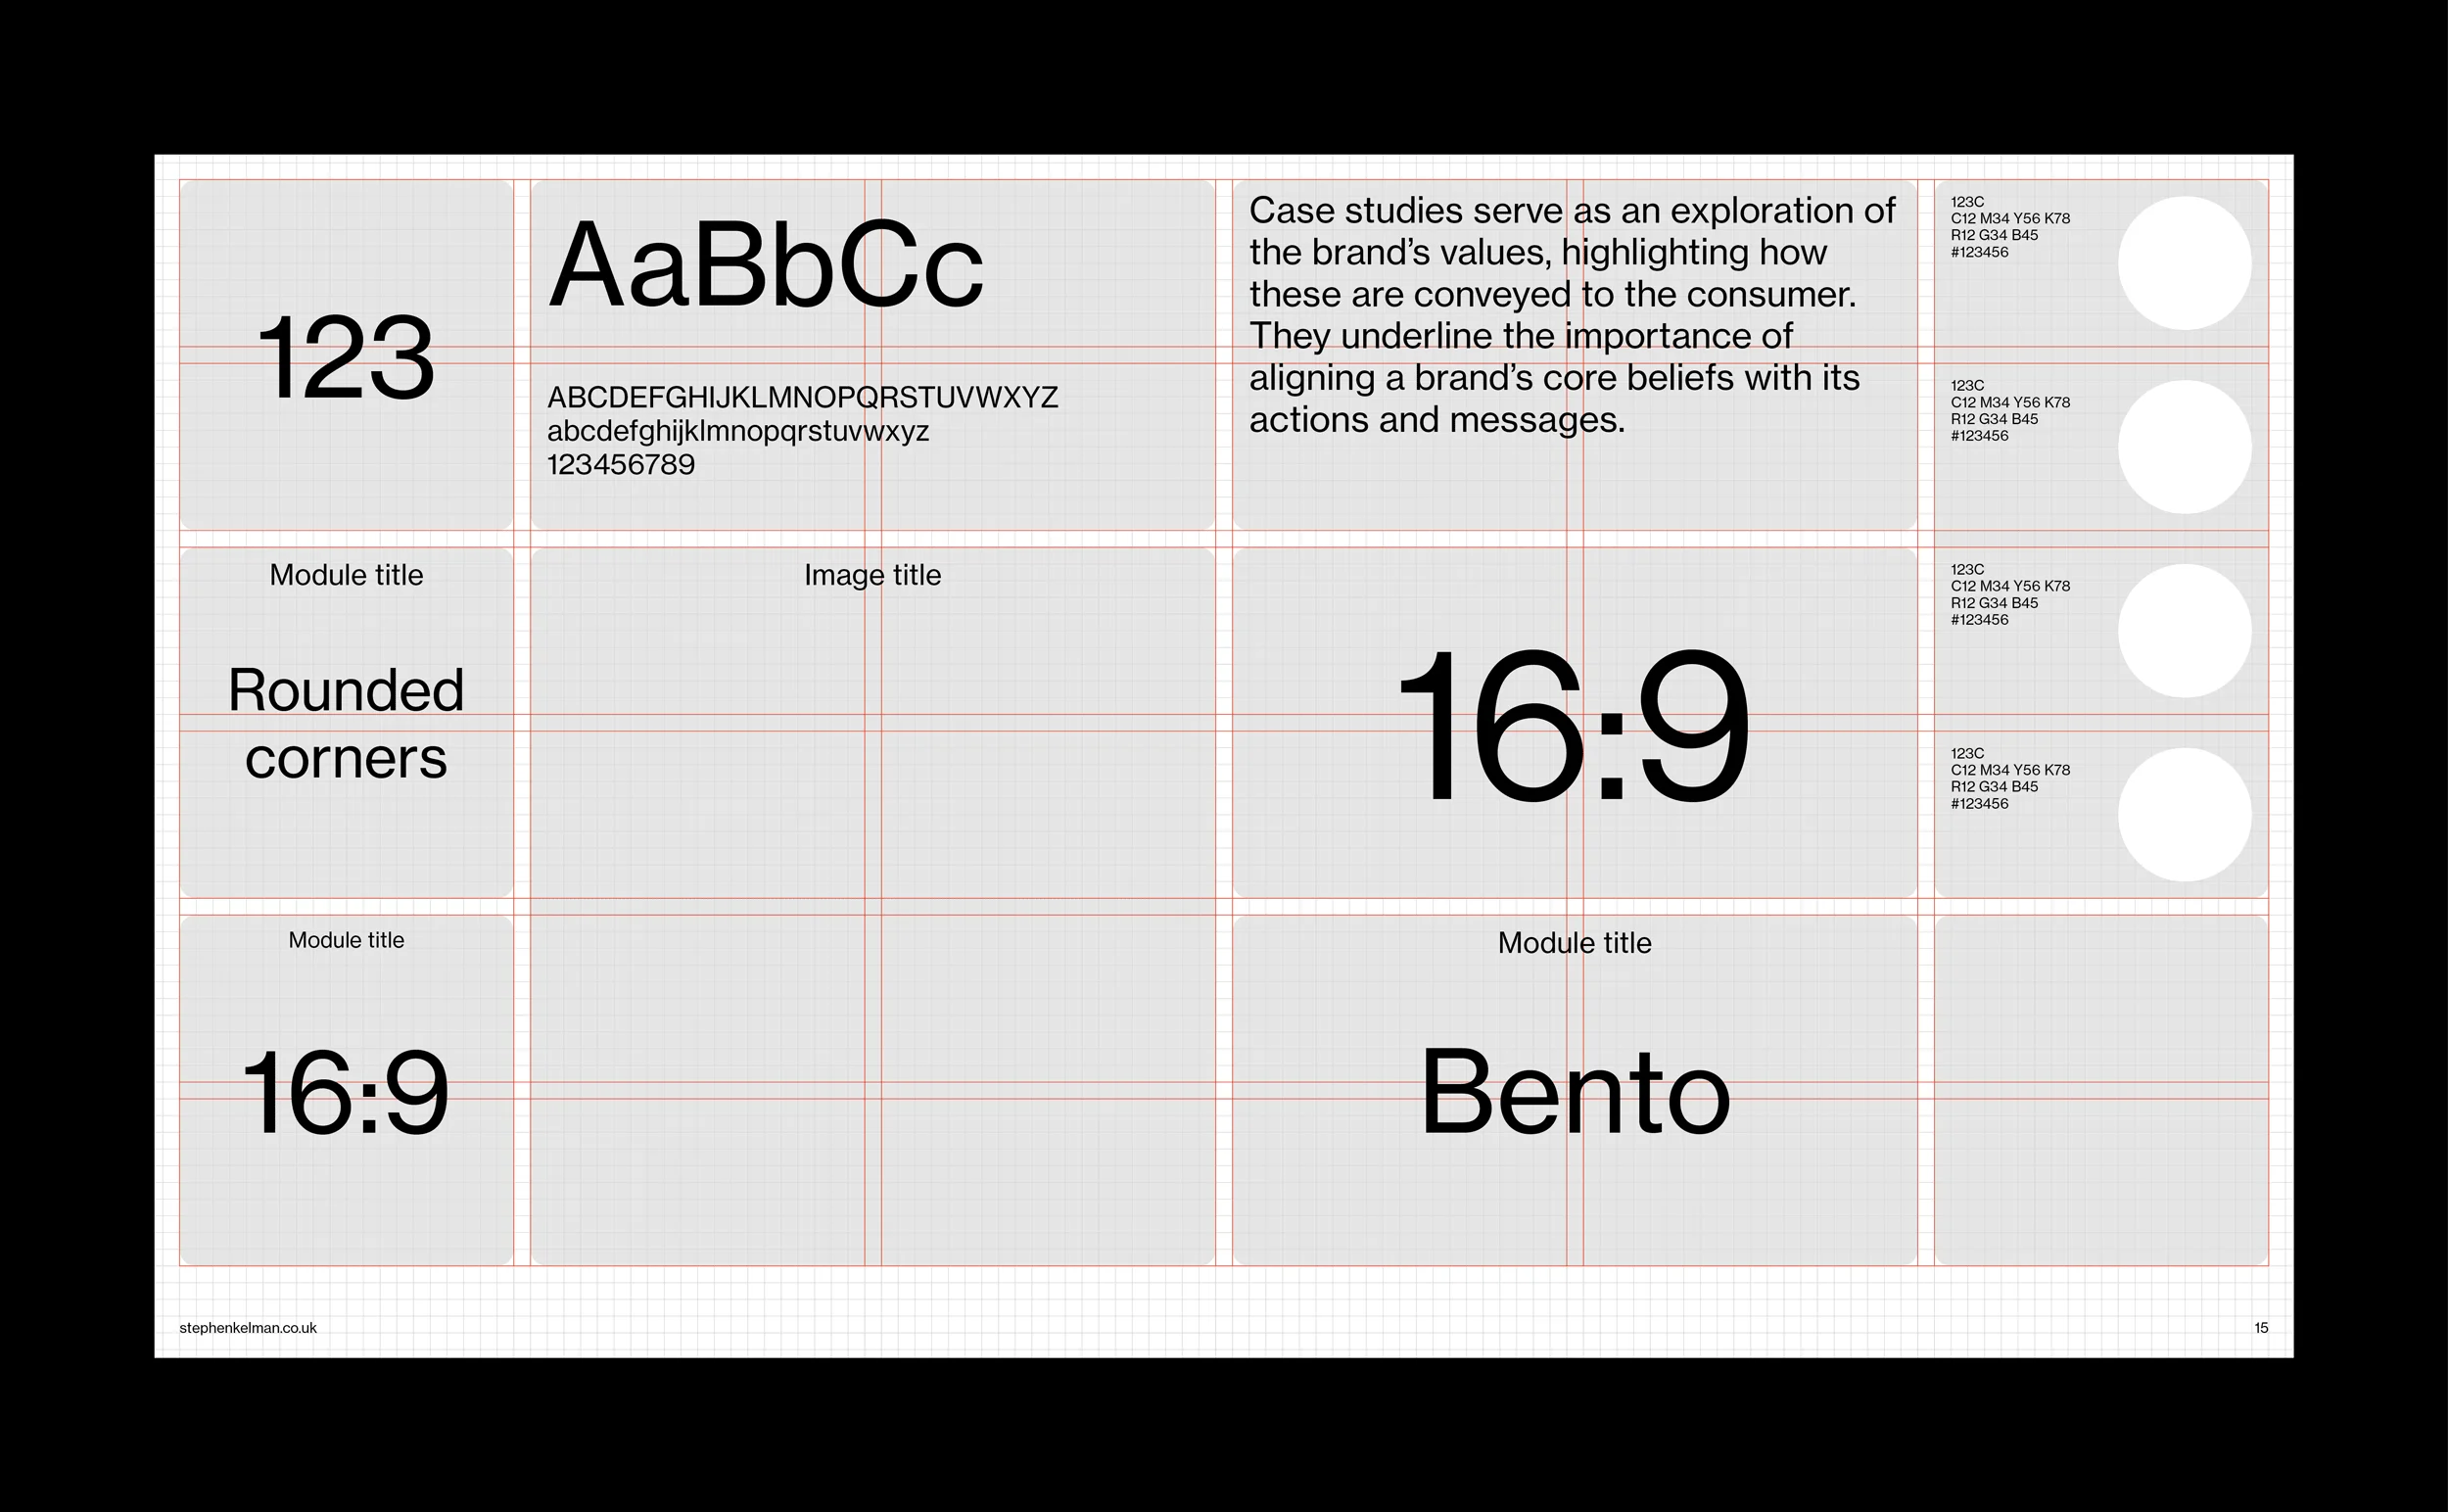 123
AaBbCc
ABCDEFGHIJKLMNOPQRSTUVWXYZ
abcdefghijklmnopqrstuvwxyz
123456789
Case studies serve as an exploration of
the brand’s values, highlighting how
these are conveyed to the consumer.
They underline the importance of
aligning a brand’s core beliefs with its
actions and messages.
123C
C12 M34 Y56 K78
R12 G34 B45
#123456
123C
C12 M34 Y56 K78
R12 G34 B45
#123456
Module title
Rounded
corners
Image title
16:9
123C
C12 M34 Y56 K78
R12 G34 B45
#123456
123C
C12 M34 Y56 K78
R12 G34 B45
#123456
Module title
16:9
Module title
Bento
stephenkelman.co.uk
15